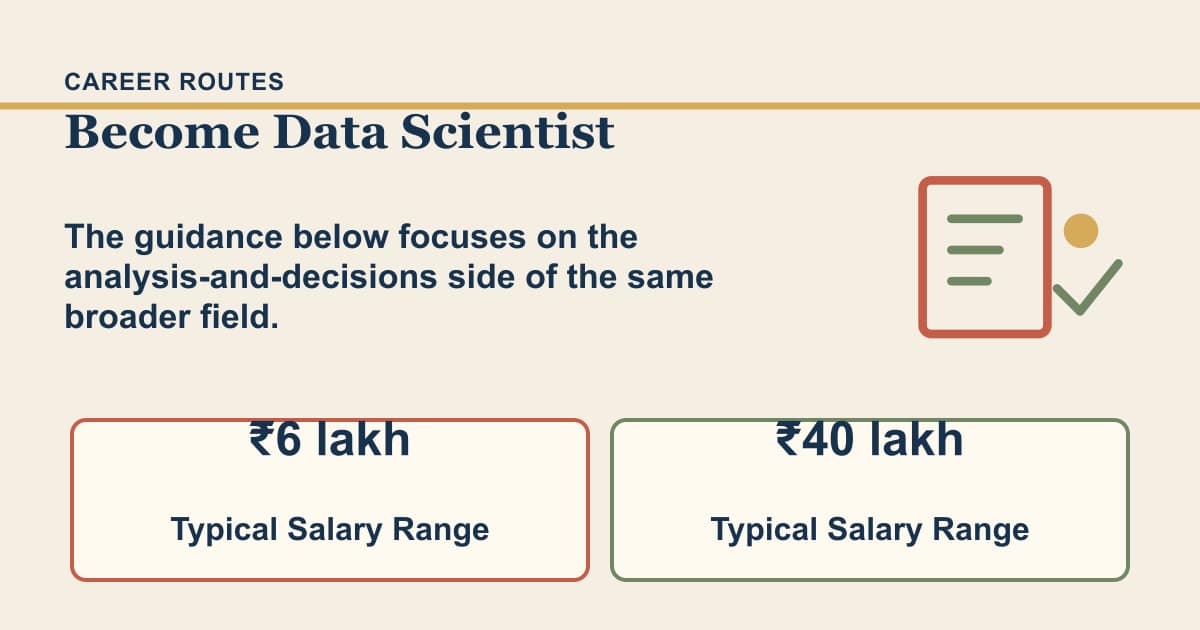 CAREER ROUTES
Become Data Scientist
The guidance below focuses on the
analysis-and-decisions side of the same
broader field.
₹6 lakh
Typical Salary Range
₹40 lakh
Typical Salary Range